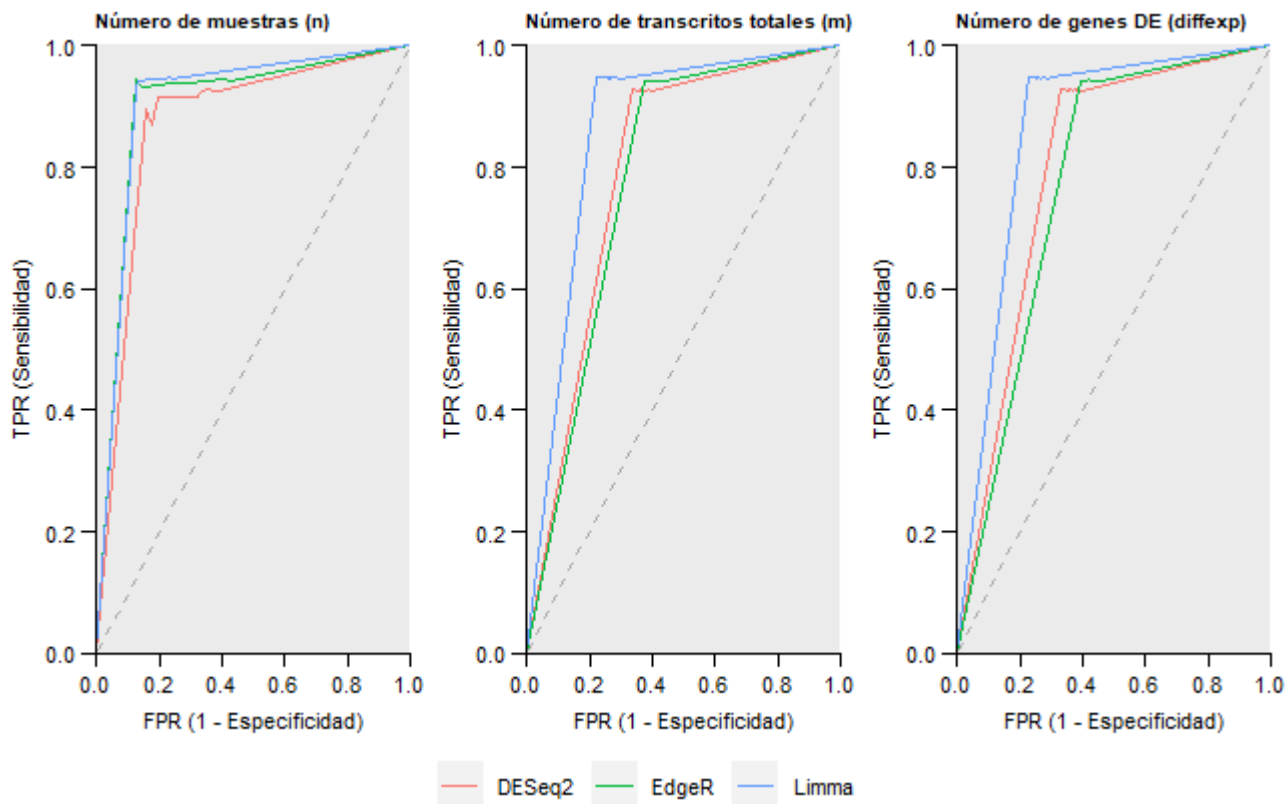 Número de muestras (n)
1.0
0.8
0.6
0.4
0.2
0.0
TPR (Sensibilidad)
0.0 0.2 0.4 0.6 0.8 1.0
FPR (1 - Especificidad)
Número de transcritos totales (m)
1.0
0.8
0.6
0.4
0.2
0.0
TPR (Sensibilidad)
0.0 0.2 0.4 0.6 0.8 1.0
FPR (1 - Especificidad)
Número de genes DE (diffexp)
1.0
0.8
0.6
0.4
0.2
0.0
TPR (Sensibilidad)
0.0 0.2 0.4 0.6 0.8 1.0
FPR (1 - Especificidad)
DESeq2 EdgeR Limma